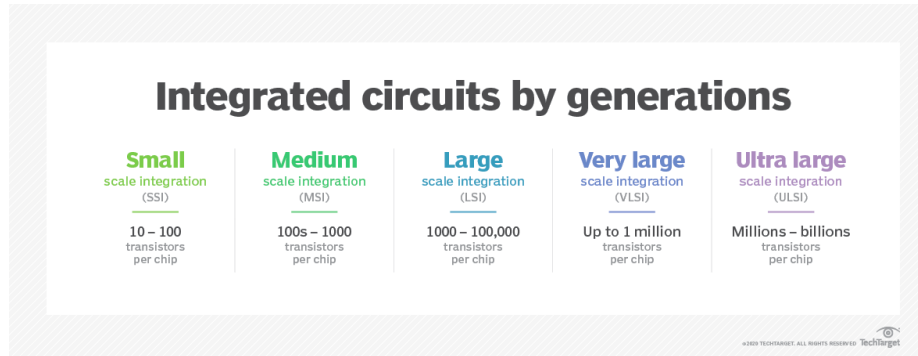 Integrated circuits by generations
Small
scale integration
(SSI)
10 – 100
transistors
per chip
Medium
scale integration
(MSI)
100s – 1000
transistors
per chip
Large
scale integration
(LSI)
1000 – 100,000
transistors
per chip
Very large
scale integration
(VLSI)
Up to 1 million
transistors
per chip
Ultra large
scale integration
(ULSI)
Millions – billions
transistors
per chip
©2020 TECHTARGET. ALL RIGHTS RESERVED TechTarget